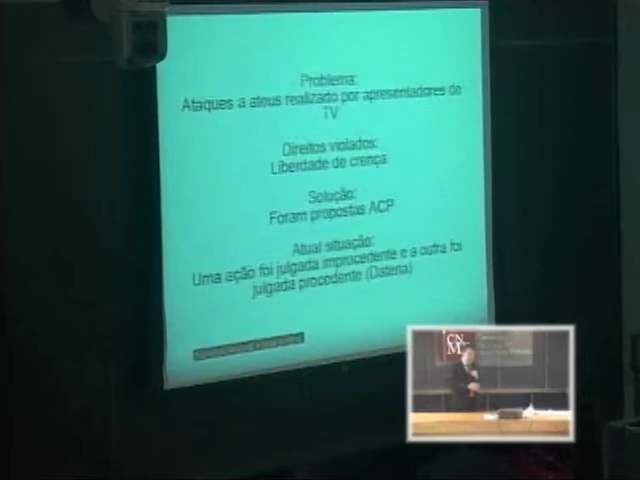 Problema:
Ataques a ateus realizado por apresentadores de
TV
Direitos violados:
Liberdade de crença
Solução:
Foram propostas ACP
Atual situação:
Uma ação foi julgada improcedente e a outra foi
julgada procedente (Datena)
CN
M